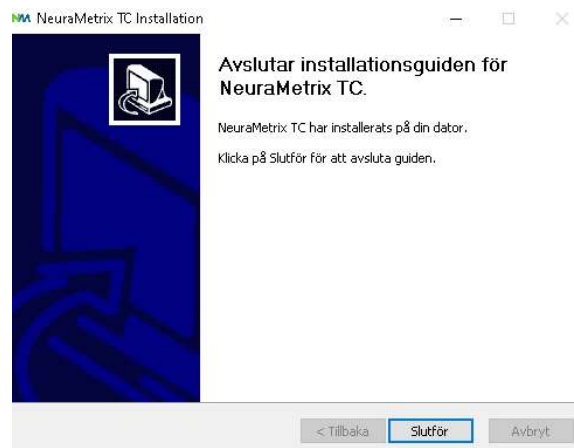 NM NeuraMetrix TC Installation
Avslutar installationsguiden för
NeuraMetrix TC.
NeuraMetrix TC har installerats på din dator.
Klicka på Slutför för att avsluta guiden.
< Tillbaka Slutför Avbryt